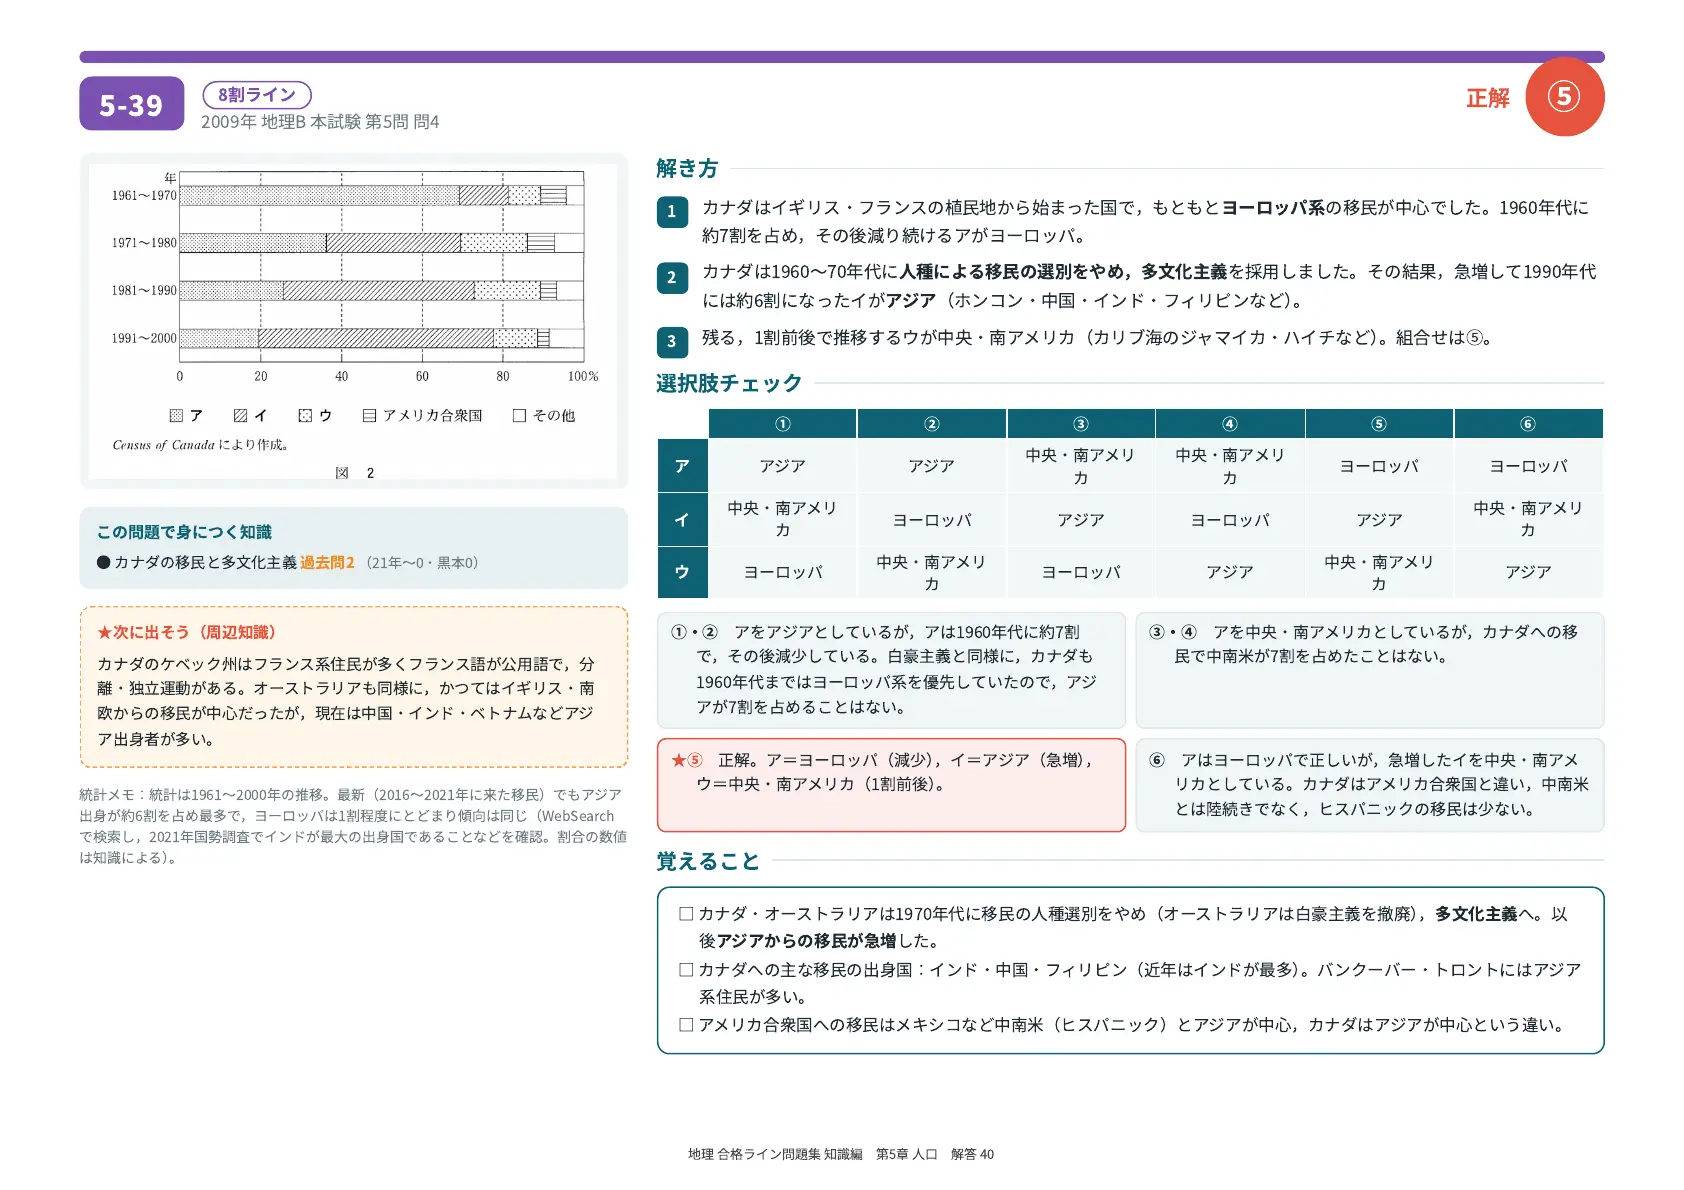 5-39
8割ライン
2009年 地理B 本試験 第5問 問4
正解 ⑤
年
1961～1970
1971～1980
1981～1990
1991～2000
0 20 40 60 80 100%
ア イ ウ アメリカ合衆国 その他
Census of Canada により作成。
図 2
この問題で身につく知識
● カナダの移民と多文化主義 過去問2 （21年～0・黒本0）
★次に出そう（周辺知識）
カナダのケベック州はフランス系住民が多くフランス語が公用語で，分
離・独立運動がある。オーストラリアも同様に，かつてはイギリス・南
欧からの移民が中心だったが，現在は中国・インド・ベトナムなどアジ
ア出身者が多い。
統計メモ：統計は1961～2000年の推移。最新（2016～2021年に来た移民）でもアジア
出身が約6割を占め最多で，ヨーロッパは1割程度にとどまり傾向は同じ（WebSearch
で検索し，2021年国勢調査でインドが最大の出身国であることなどを確認。割合の数値
は知識による）。
解き方
1 カナダはイギリス・フランスの植民地から始まった国で，もともとヨーロッパ系の移民が中心でした。1960年代に
約7割を占め，その後減り続けるアがヨーロッパ。
2 カナダは1960～70年代に人種による移民の選別をやめ，多文化主義を採用しました。その結果，急増して1990年代
には約6割になったイがアジア（ホンコン・中国・インド・フィリピンなど）。
3 残る，1割前後で推移するウが中央・南アメリカ（カリブ海のジャマイカ・ハイチなど）。組合せは⑤。
選択肢チェック
① ② ③ ④ ⑤ ⑥
ア アジア アジア 中央・南アメリカ 中央・南アメリカ ヨーロッパ ヨーロッパ
イ 中央・南アメリカ ヨーロッパ アジア ヨーロッパ アジア 中央・南アメリカ
ウ ヨーロッパ 中央・南アメリカ ヨーロッパ アジア 中央・南アメリカ アジア
①・② アをアジアとしているが，アは1960年代に約7割
で，その後減少している。白豪主義と同様に，カナダも
1960年代まではヨーロッパ系を優先していたので，アジ
アが7割を占めることはない。
③・④ アを中央・南アメリカとしているが，カナダへの移
民で中南米が7割を占めたことはない。
★⑤ 正解。ア＝ヨーロッパ（減少），イ＝アジア（急増），
ウ＝中央・南アメリカ（1割前後）。
⑥ アはヨーロッパで正しいが，急増したイを中央・南アメ
リカとしている。カナダはアメリカ合衆国と違い，中南米
とは陸続きでなく，ヒスパニックの移民は少ない。
覚えること
□ カナダ・オーストラリアは1970年代に移民の人種選別をやめ（オーストラリアは白豪主義を撤廃），多文化主義へ。以
後アジアからの移民が急増した。
□ カナダへの主な移民の出身国：インド・中国・フィリピン（近年はインドが最多）。バンクーバー・トロントにはアジア
系住民が多い。
□ アメリカ合衆国への移民はメキシコなど中南米（ヒスパニック）とアジアが中心，カナダはアジアが中心という違い。
地理 合格ライン問題集 知識編 第5章 人口 解答 40